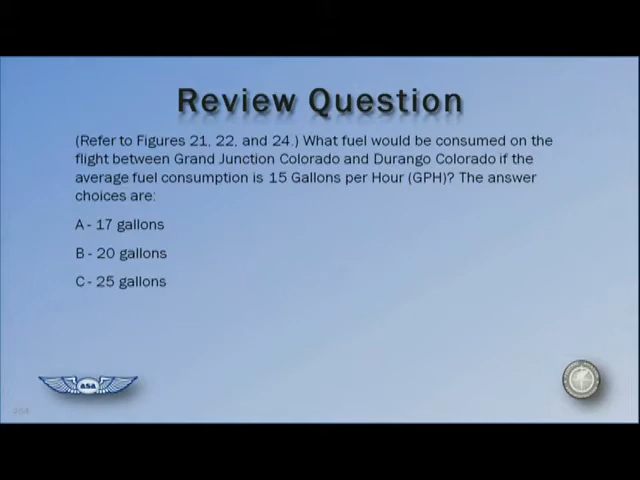 Review Question
(Refer to Figures 21, 22, and 24.) What fuel would be consumed on the
flight between Grand Junction Colorado and Durango Colorado if the
average fuel consumption is 15 Gallons per Hour (GPH)? The answer
choices are:
A - 17 gallons
B - 20 gallons
C - 25 gallons
asa